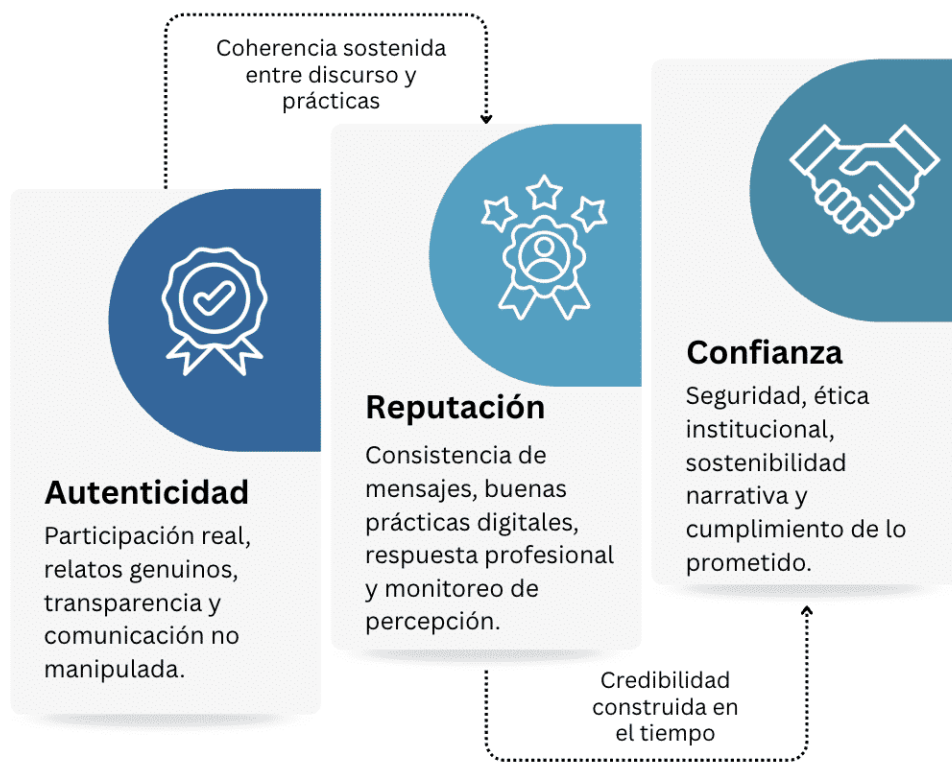 Coherencia sostenida
entre discurso y
prácticas
Autenticidad
Participación real,
relatos genuinos,
transparencia y
comunicación no
manipulada.
Reputación
Consistencia de
mensajes, buenas
prácticas digitales,
respuesta profesional
y monitoreo de
percepción.
Credibilidad
construida en
el tiempo
Confianza
Seguridad, ética
institucional,
sostenibilidad
narrativa y
cumplimiento de lo
prometido.